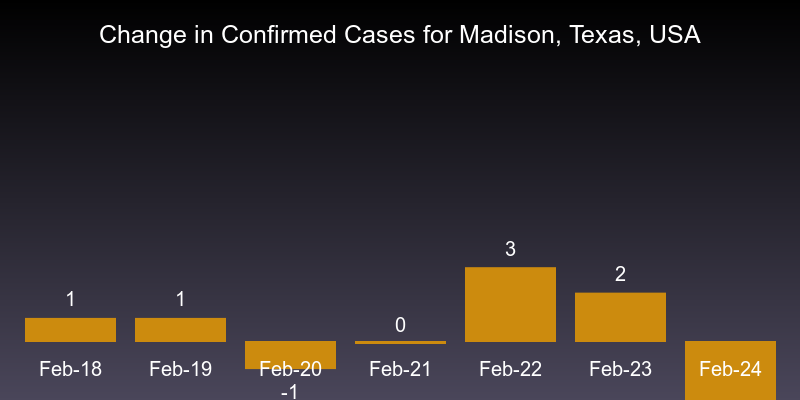 Change in Confirmed Cases for Madison, Texas, USA
1
1
-1
0
3
2
Feb-18
Feb-19
Feb-20
Feb-21
Feb-22
Feb-23
Feb-24